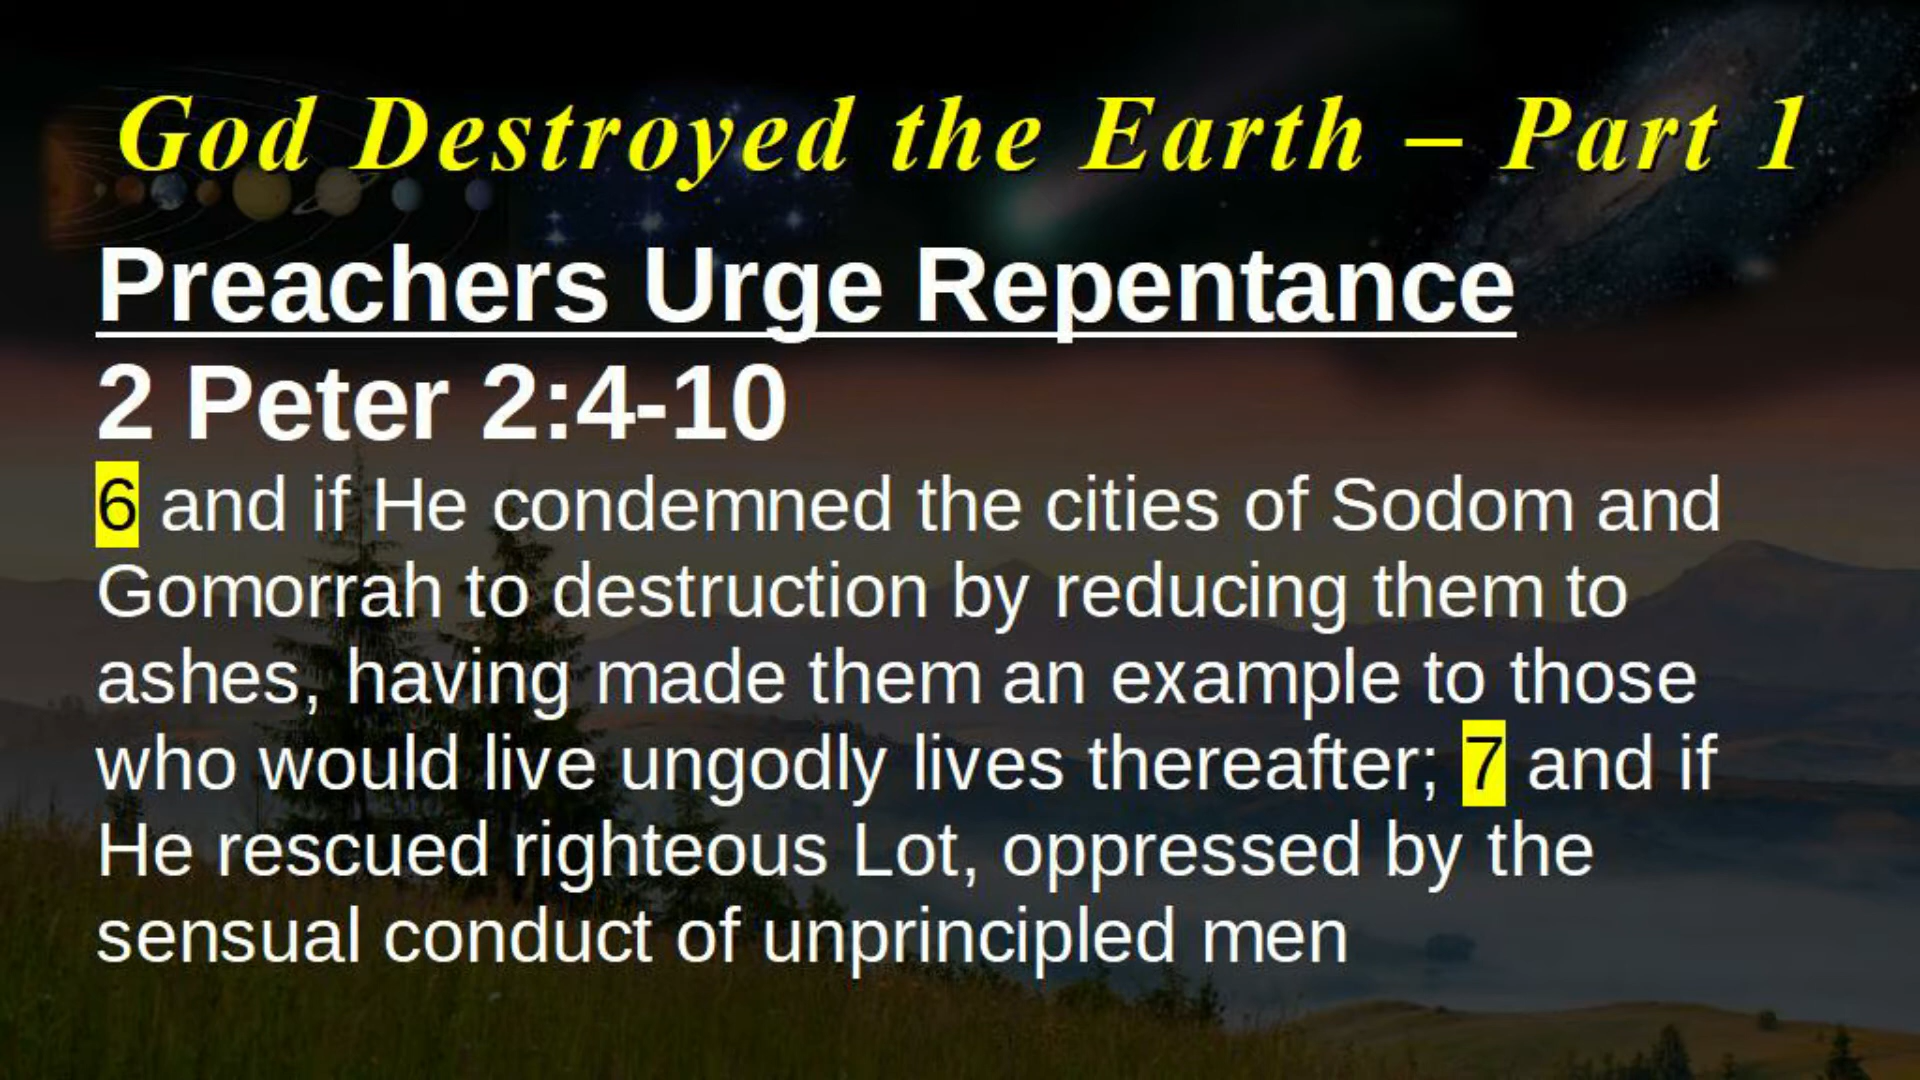 God Destroyed the Earth – Part 1
Preachers Urge Repentance
2 Peter 2:4-10
6 and if He condemned the cities of Sodom and
Gomorrah to destruction by reducing them to
ashes, having made them an example to those
who would live ungodly lives thereafter; 7 and if
He rescued righteous Lot, oppressed by the
sensual conduct of unprincipled men